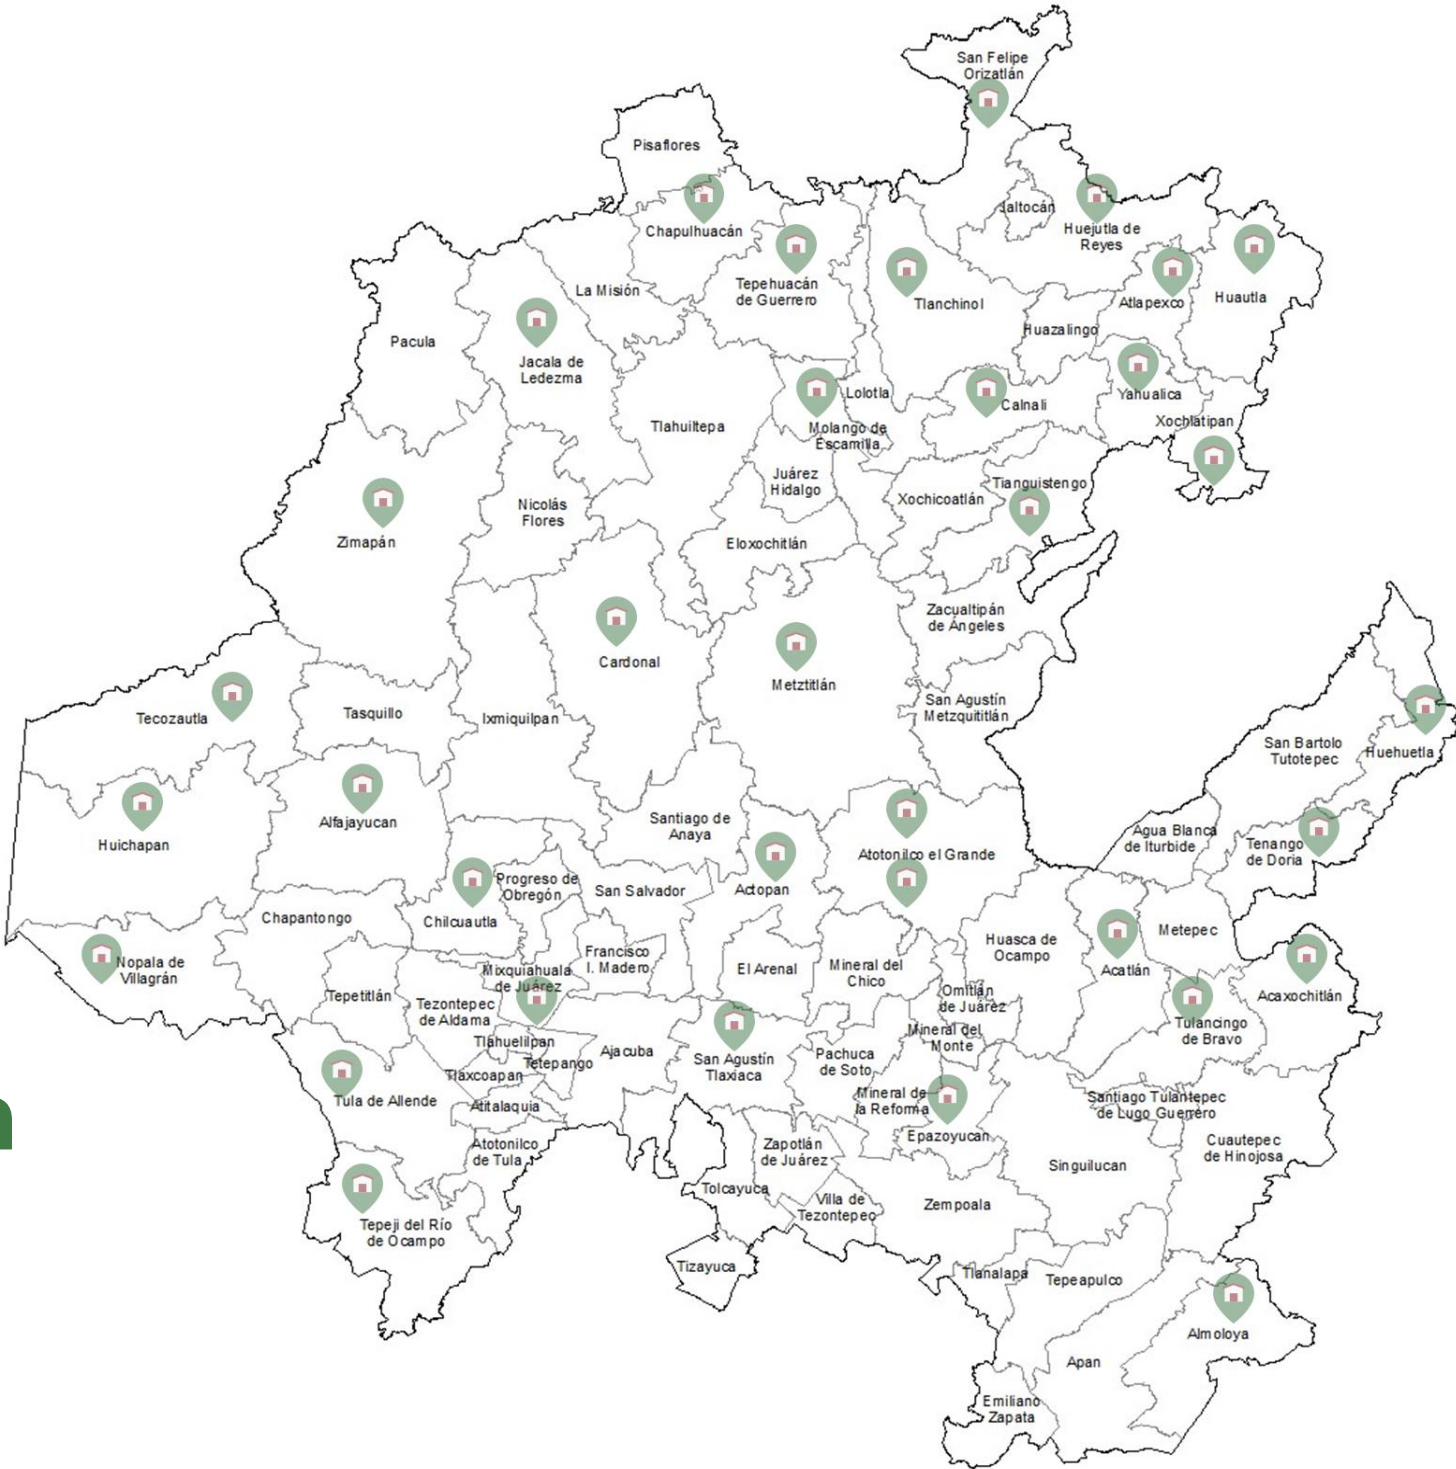 San Felipe
Orizatlán
Pisaflores
Jaltocán
Chapulhuacán
Huejutla de
Reyes
La Misión
Tepehuacán
de Guerrero
Tlanchinol
Atlapexco
Huautla
Pacula
Huazalingo
Jacala de
Ledezma
Lolotla
Yahualica
Calnali
Tlahuiltepa
Molango de
Escamilla
Xochiatipan
Juárez
Hidalgo
Tianguistengo
Xochicoatlán
Nicolás
Flores
Zimapán
Eloxochitlán
Zacualtipán
de Ángeles
Cardonal
Metztitlán
San Agustín
Metzquititlán
Tecozautla
Tasquillo
Ixmiquilpan
San Bartolo
Tutotepec
Huehuetla
Alfajayucan
Santiago de
Anaya
Agua Blanca
de Iturbide
Huichapan
Atotonilco el Grande
Tenango
de Doria
Progreso de
Obregón
San Salvador
Actopan
Chapantongo
Chilcuautla
Metepec
Huasca de
Ocampo
Nopala de
Villagrán
Francisco
I. Madero
El Arenal
Mineral del
Chico
Acatlán
Mixquiahuala
de Juárez
Tepetitlán
Tezontepec
de Aldama
Omitlán
de Juárez
Acaxochitlán
Tulancingo
de Bravo
Mineral del
Monte
Tlahuelilpan
Ajacuba
San Agustín
Tlaxiaca
Pachuca
de Soto
Tetepango
Tlaxcoapan
Tula de Allende
Mineral de
la Reforma
Santiago Tulantepec
de Lugo Guerrero
Atitalaquia
Epazoyucan
Atotonilco
de Tula
Zapotlán
de Juárez
Cuautepec
de Hinojosa
Singuilucan
Tolcayuca
Villa de
Tezontepec
Zempoala
Tepeji del Río
de Ocampo
Tizayuca
Tlanalapa
Tepeapulco
Almoloya
Apan
Emiliano
Zapata